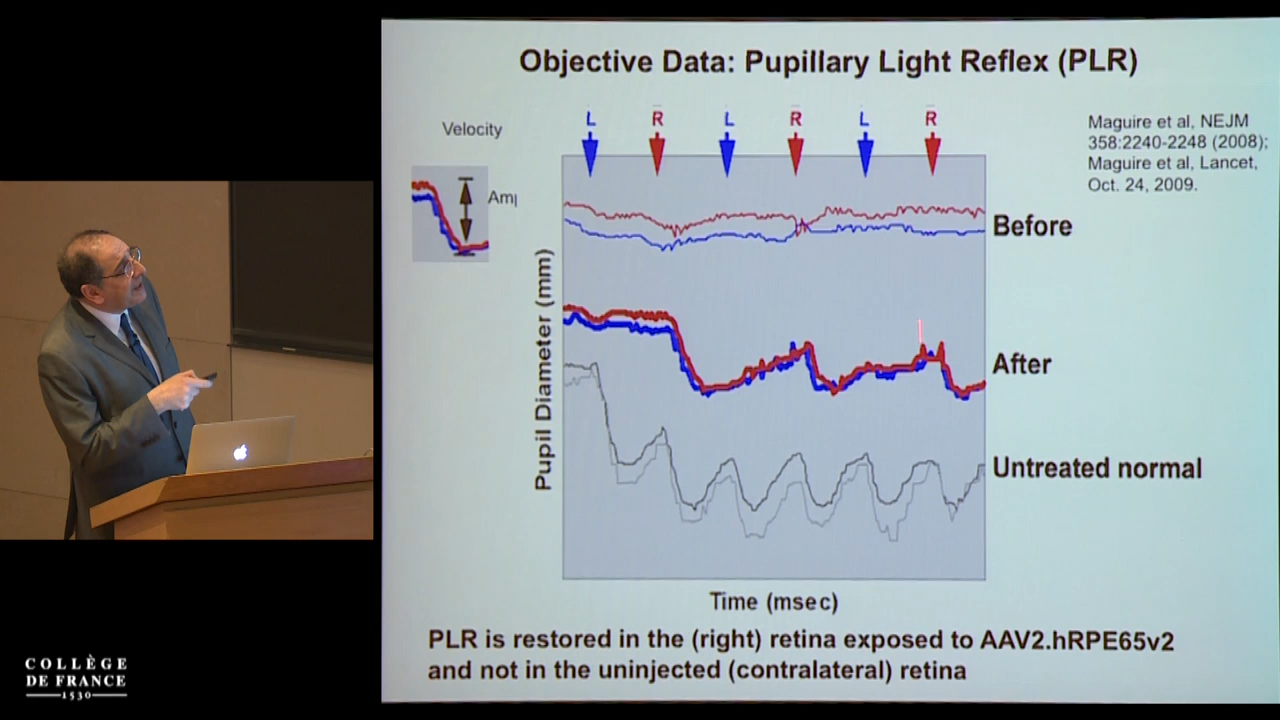 Objective Data: Pupillary Light Reflex (PLR)
L R L R L R
Velocity
Maguire et al, NEJM
358:2240-2248 (2008);
Maguire et al, Lancet,
Oct. 24, 2009.
Before
After
Untreated normal
Pupil Diameter (mm)
Time (msec)
PLR is restored in the (right) retina exposed to AAV2.hRPE65v2
and not in the uninjected (contralateral) retina
COLLÈGE
DE FRANCE
1530